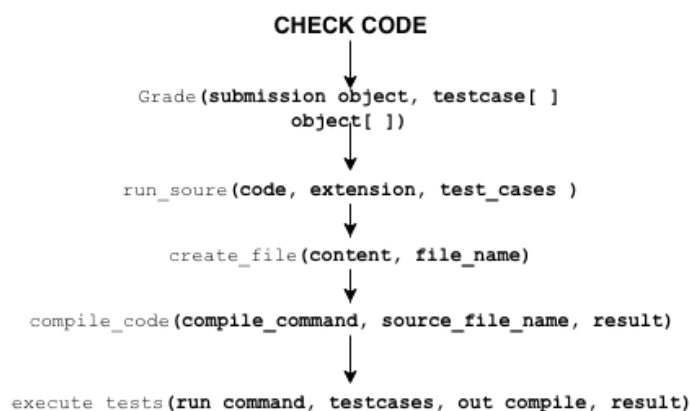 CHECK CODE
Grade(submission object, testcase[ ]
object[ ])
run_soure(code, extension, test_cases )
create_file(content, file_name)
compile_code(compile_command, source_file_name, result)
execute tests(run command, testcases, out compile, result)